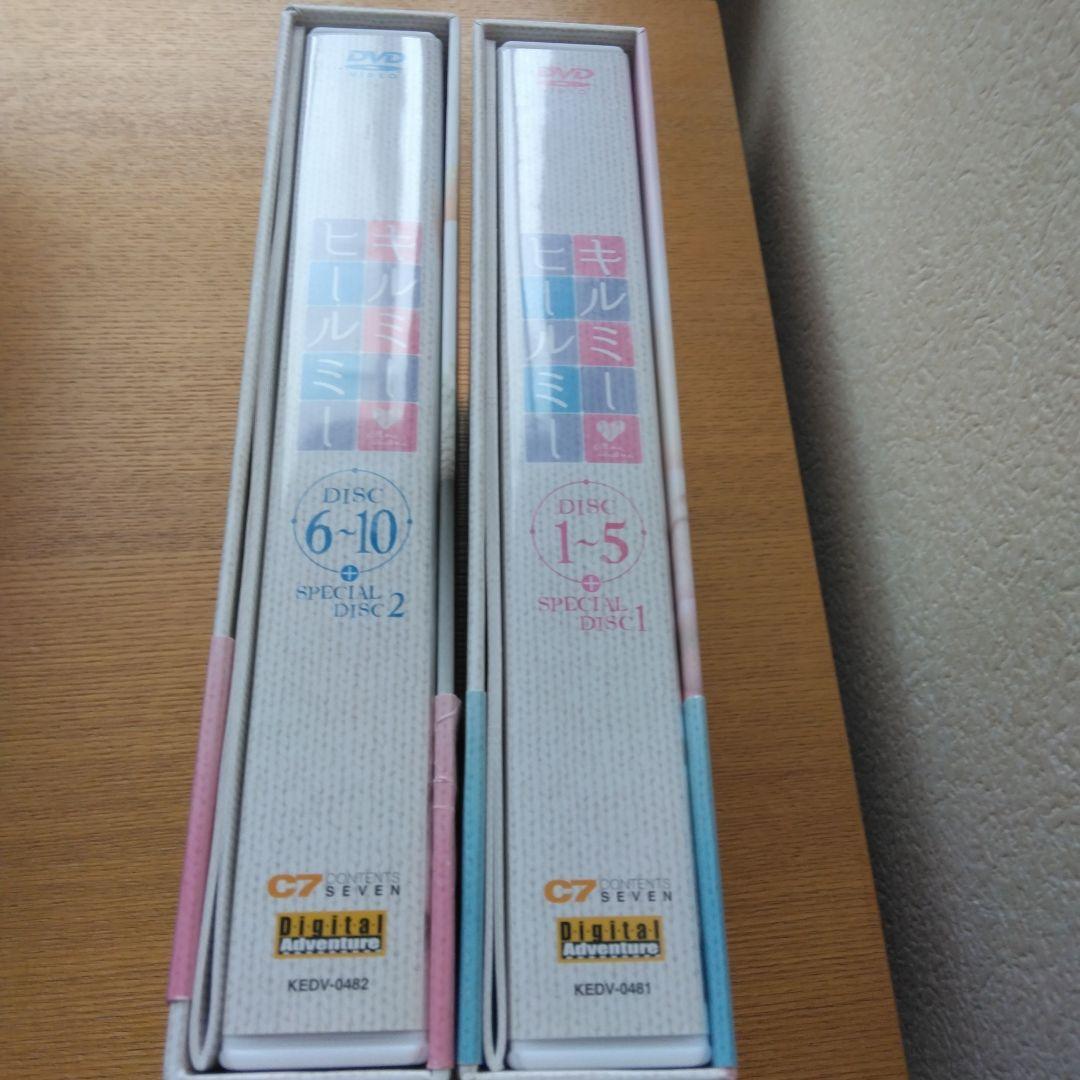 DVD
VIDEO
キルミー
ヒールミー
DISC
6~10
+
SPECIAL
DISC 2
C7 CONTENTS
SEVEN
Digital
Adventure
KEDV-0482
DVD
VIDEO
キルミー
ヒールミー
DISC
1~5
+
SPECIAL
DISC 1
C7 CONTENTS
SEVEN
Digital
Adventure
KEDV-0481